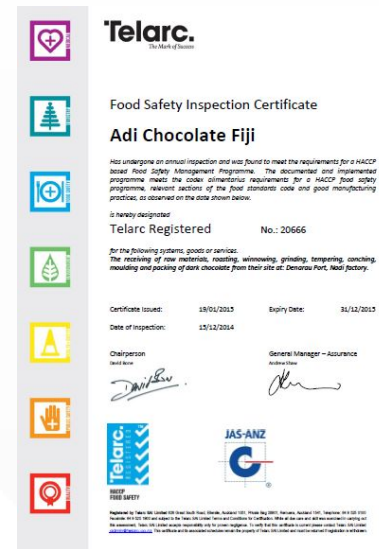 Telarc.
The Mark of Success
Food Safety Inspection Certificate
Adi Chocolate Fiji
Has undergone an annual inspection and was found to meet the requirements for a HACCP
based Food Safety Management Programme. The documented and implemented
programme meets the codex alimentarius requirements for a HACCP food safety
programme, relevant sections of the food standards code and good manufacturing
practices, as observed on the date shown below.
is hereby designated
Telarc Registered No.: 20666
for the following systems, goods or services.
The receiving of raw materials, roasting, winnowing, grinding, tempering, conching,
moulding and packing of dark chocolate from their site at: Denarau Port, Nadi factory.
Certificate Issued: 19/01/2015 Expiry Date: 31/12/2015
Date of Inspection: 15/12/2014
Chairperson General Manager – Assurance
David Bone Andrew Shaw
Telarc.
REGISTERED
HACCP
FOOD SAFETY
JAS-ANZ
C
®